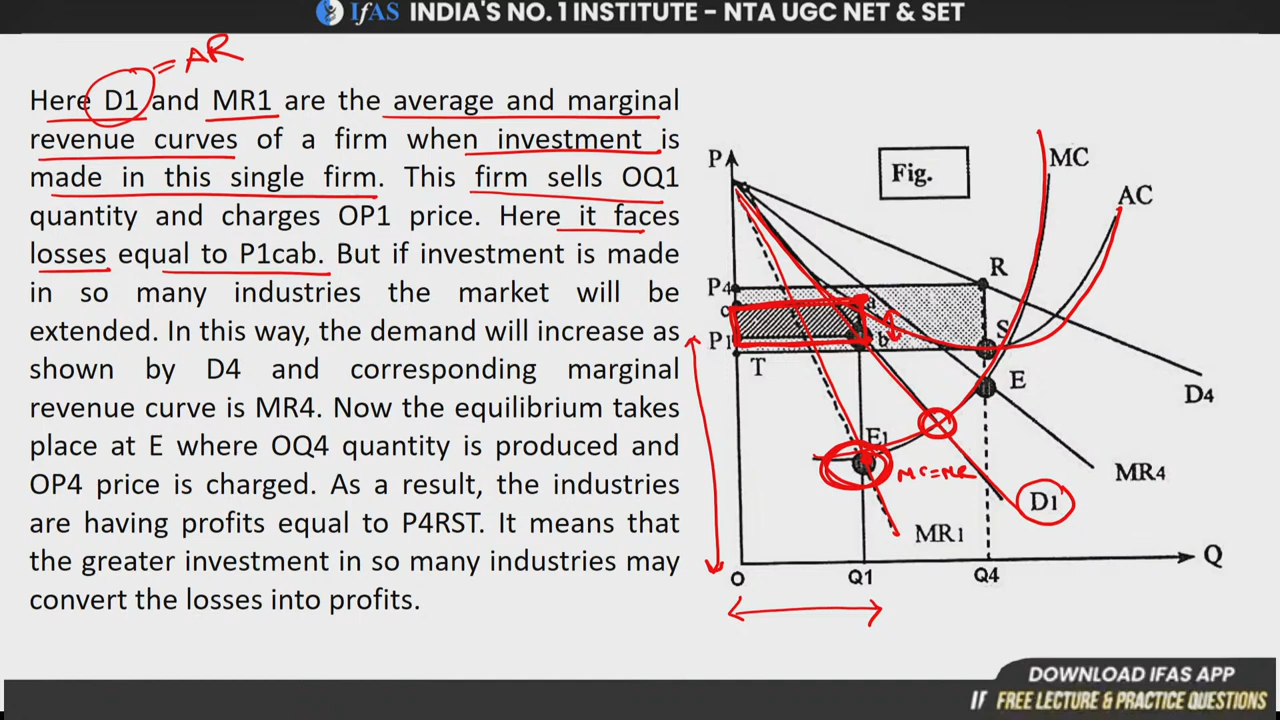 IFAS INDIA'S NO. 1 INSTITUTE – NTA UGC NET & SET
= AR
Here D1 and MR1 are the average and marginal
revenue curves of a firm when investment is
made in this single firm. This firm sells OQ1
quantity and charges OP1 price. Here it faces
losses equal to P1cab. But if investment is made
in so many industries the market will be
extended. In this way, the demand will increase as
shown by D4 and corresponding marginal
revenue curve is MR4. Now the equilibrium takes
place at E where OQ4 quantity is produced and
OP4 price is charged. As a result, the industries
are having profits equal to P4RST. It means that
the greater investment in so many industries may
convert the losses into profits.
P
Fig.
MC
AC
R
P4
c
a
S
P1
b
T
E
D4
E1
MC=MR
MR4
D1
MR1
Q
O
Q1
Q4
DOWNLOAD IFAS APP
FREE LECTURE & PRACTICE QUESTIONS